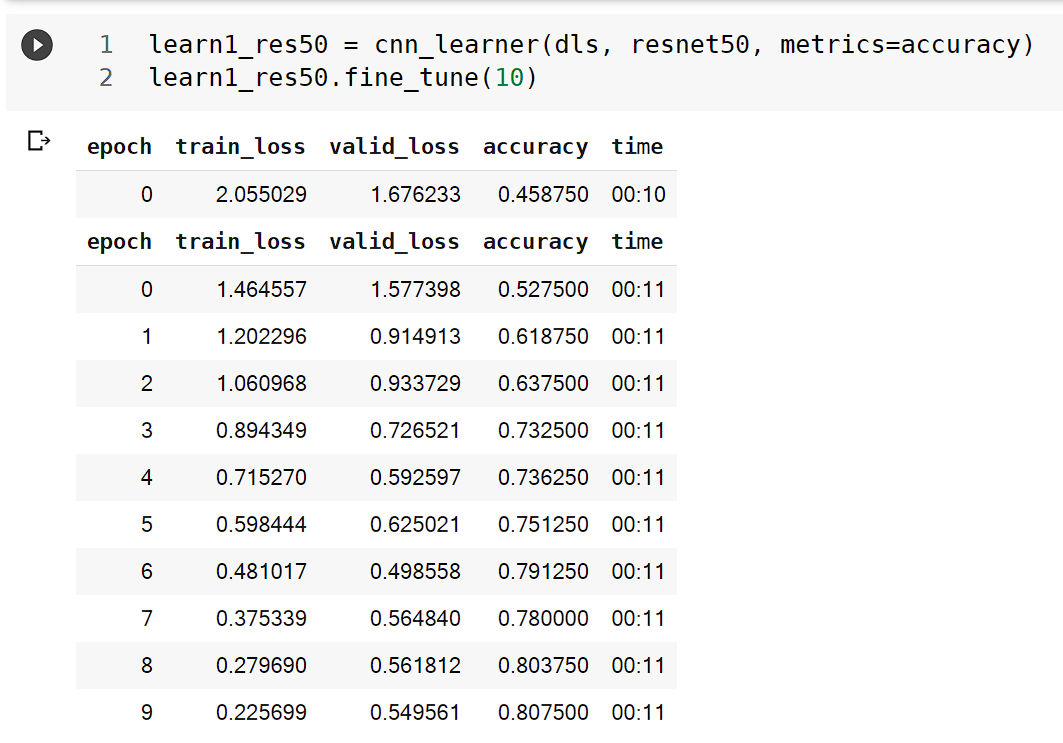 1 learn1_res50 = cnn_learner(dls, resnet50, metrics=accuracy)
2 learn1_res50.fine_tune(10)
epoch train_loss valid_loss accuracy time
0 2.055029 1.676233 0.458750 00:10
epoch train_loss valid_loss accuracy time
0 1.464557 1.577398 0.527500 00:11
1 1.202296 0.914913 0.618750 00:11
2 1.060968 0.933729 0.637500 00:11
3 0.894349 0.726521 0.732500 00:11
4 0.715270 0.592597 0.736250 00:11
5 0.598444 0.625021 0.751250 00:11
6 0.481017 0.498558 0.791250 00:11
7 0.375339 0.564840 0.780000 00:11
8 0.279690 0.561812 0.803750 00:11
9 0.225699 0.549561 0.807500 00:11